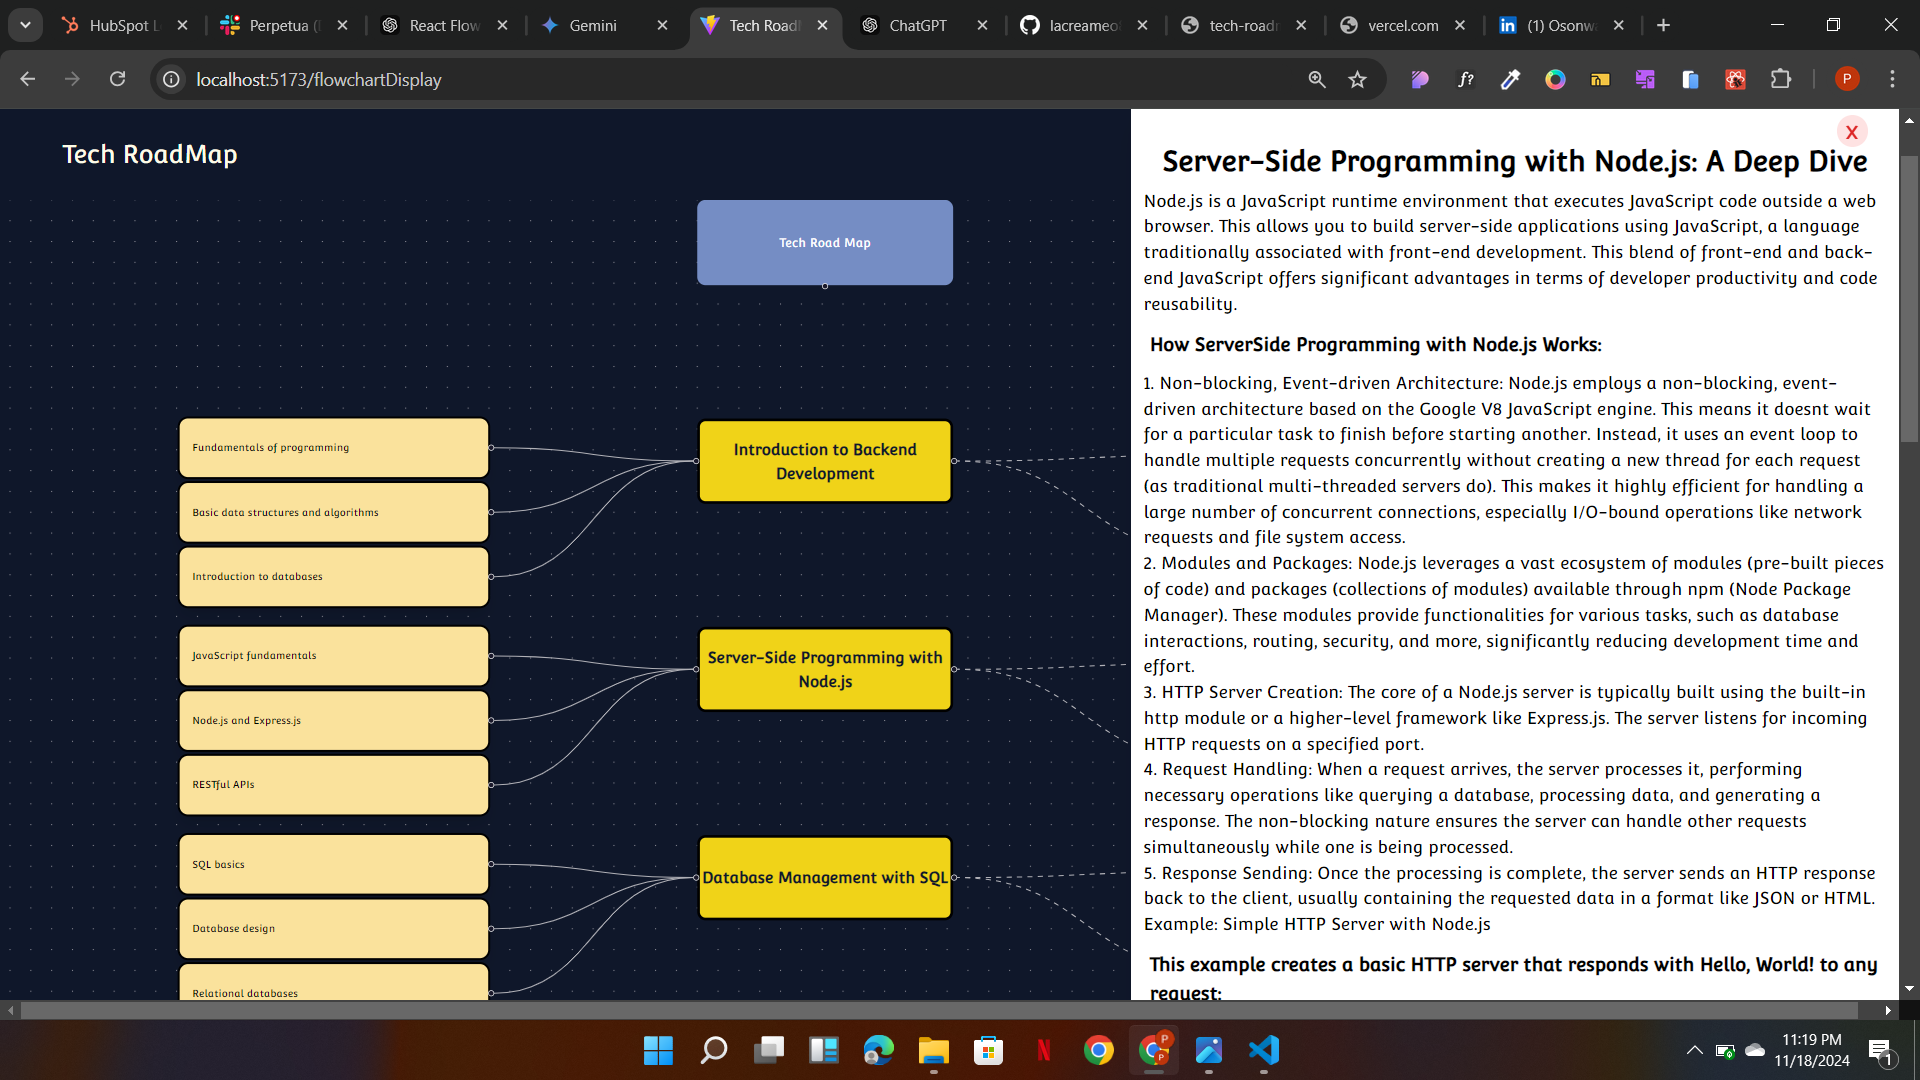 HubSpot L
Perpetua (
React Flow
Gemini
Tech Road
ChatGPT
lacreameo
tech-roadr
vercel.com
(1) Osonwa
localhost:5173/flowchartDisplay
f?
P
Tech RoadMap
Tech Road Map
Fundamentals of programming
Basic data structures and algorithms
Introduction to databases
Introduction to Backend
Development
JavaScript fundamentals
Node.js and Express.js
RESTful APIs
Server-Side Programming with
Node.js
SQL basics
Database design
Relational databases
Database Management with SQL
X
Server-Side Programming with Node.js: A Deep Dive
Node.js is a JavaScript runtime environment that executes JavaScript code outside a web
browser. This allows you to build server-side applications using JavaScript, a language
traditionally associated with front-end development. This blend of front-end and back-
end JavaScript offers significant advantages in terms of developer productivity and code
reusability.
How ServerSide Programming with Node.js Works:
1. Non-blocking, Event-driven Architecture: Node.js employs a non-blocking, event-
driven architecture based on the Google V8 JavaScript engine. This means it doesnt wait
for a particular task to finish before starting another. Instead, it uses an event loop to
handle multiple requests concurrently without creating a new thread for each request
(as traditional multi-threaded servers do). This makes it highly efficient for handling a
large number of concurrent connections, especially I/O-bound operations like network
requests and file system access.
2. Modules and Packages: Node.js leverages a vast ecosystem of modules (pre-built pieces
of code) and packages (collections of modules) available through npm (Node Package
Manager). These modules provide functionalities for various tasks, such as database
interactions, routing, security, and more, significantly reducing development time and
effort.
3. HTTP Server Creation: The core of a Node.js server is typically built using the built-in
http module or a higher-level framework like Express.js. The server listens for incoming
HTTP requests on a specified port.
4. Request Handling: When a request arrives, the server processes it, performing
necessary operations like querying a database, processing data, and generating a
response. The non-blocking nature ensures the server can handle other requests
simultaneously while one is being processed.
5. Response Sending: Once the processing is complete, the server sends an HTTP response
back to the client, usually containing the requested data in a format like JSON or HTML.
Example: Simple HTTP Server with Node.js
This example creates a basic HTTP server that responds with Hello, World! to any
request:
11:19 PM
11/18/2024
1